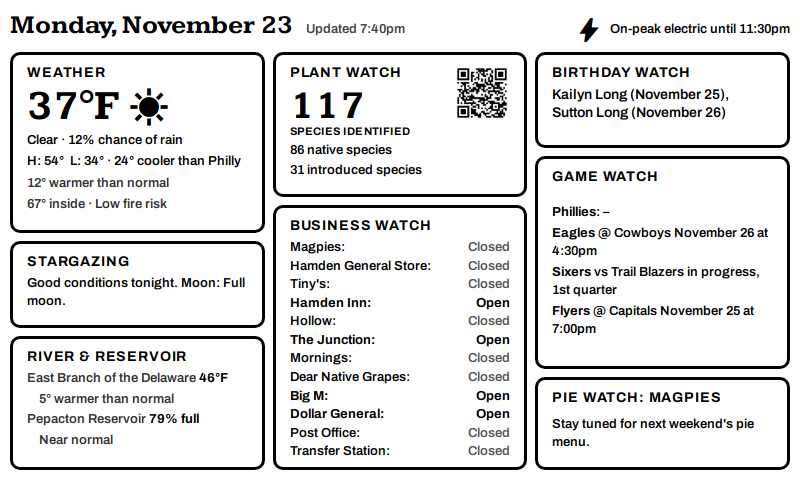 Monday, November 23 Updated 7:40pm
On-peak electric until 11:30pm
WEATHER
37°F
Clear · 12% chance of rain
H: 54° L: 34° · 24° cooler than Philly
12° warmer than normal
67° inside · Low fire risk
STARGAZING
Good conditions tonight. Moon: Full
moon.
RIVER & RESERVOIR
East Branch of the Delaware 46°F
5° warmer than normal
Pepacton Reservoir 79% full
Near normal
PLANT WATCH
117
SPECIES IDENTIFIED
86 native species
31 introduced species
BUSINESS WATCH
Magpies: Closed
Hamden General Store: Closed
Tiny's: Closed
Hamden Inn: Open
Hollow: Closed
The Junction: Open
Mornings: Closed
Dear Native Grapes: Closed
Big M: Open
Dollar General: Open
Post Office: Closed
Transfer Station: Closed
BIRTHDAY WATCH
Kailyn Long (November 25),
Sutton Long (November 26)
GAME WATCH
Phillies: –
Eagles @ Cowboys November 26 at
4:30pm
Sixers vs Trail Blazers in progress,
1st quarter
Flyers @ Capitals November 25 at
7:00pm
PIE WATCH: MAGPIES
Stay tuned for next weekend's pie
menu.